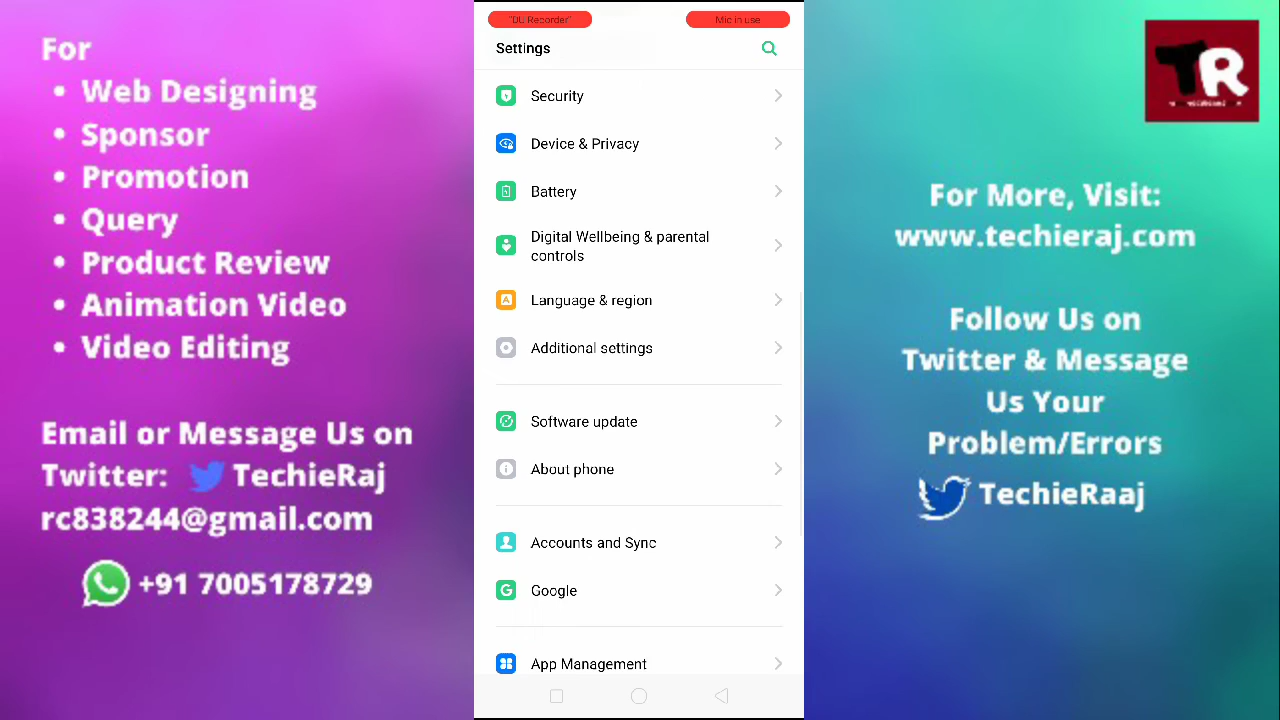 For
• Web Designing
• Sponsor
• Promotion
• Query
• Product Review
• Animation Video
• Video Editing
Email or Message Us on
Twitter: TechieRaj
rc838244@gmail.com
+91 7005178729
"DU Recorder"
Mic in use
Settings
Security
Device & Privacy
Battery
Digital Wellbeing & parental
controls
Language & region
Additional settings
Software update
About phone
Accounts and Sync
Google
App Management
TR
For More, Visit:
www.techieraj.com
Follow Us on
Twitter & Message
Us Your
Problem/Errors
TechieRaaj